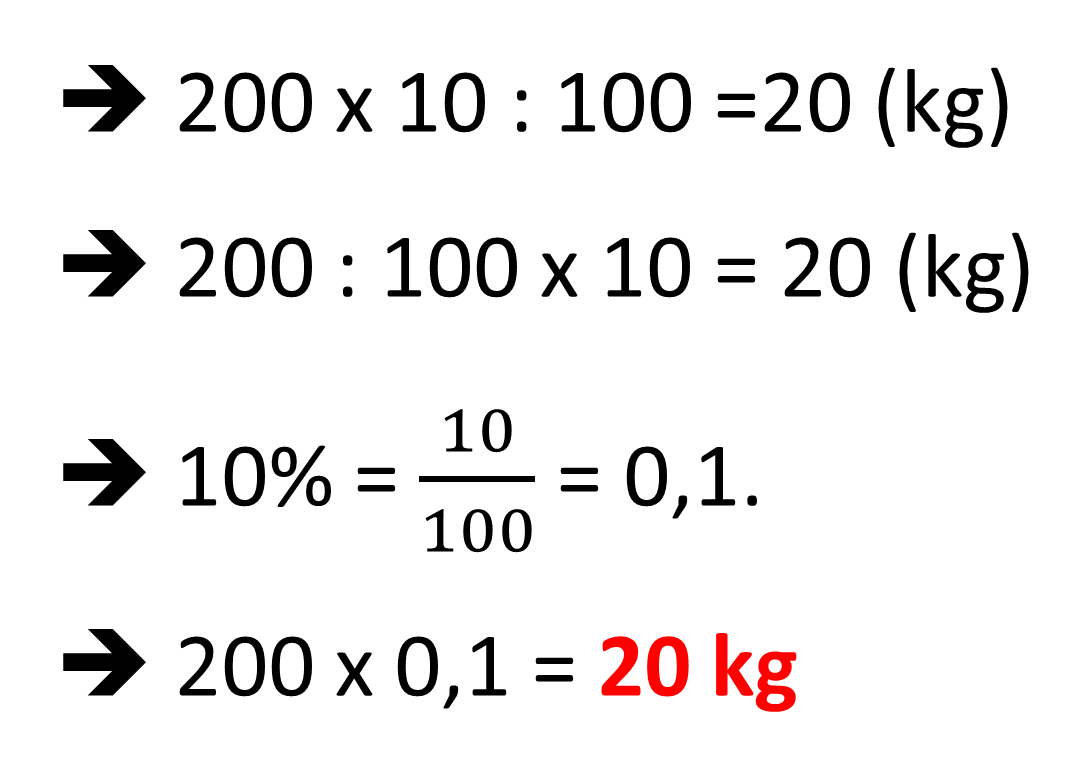 ➔ 200 x 10 : 100 =20 (kg)
➔ 200 : 100 x 10 = 20 (kg)
➔ 10% = 10/100 = 0,1.
➔ 200 x 0,1 = 20 kg